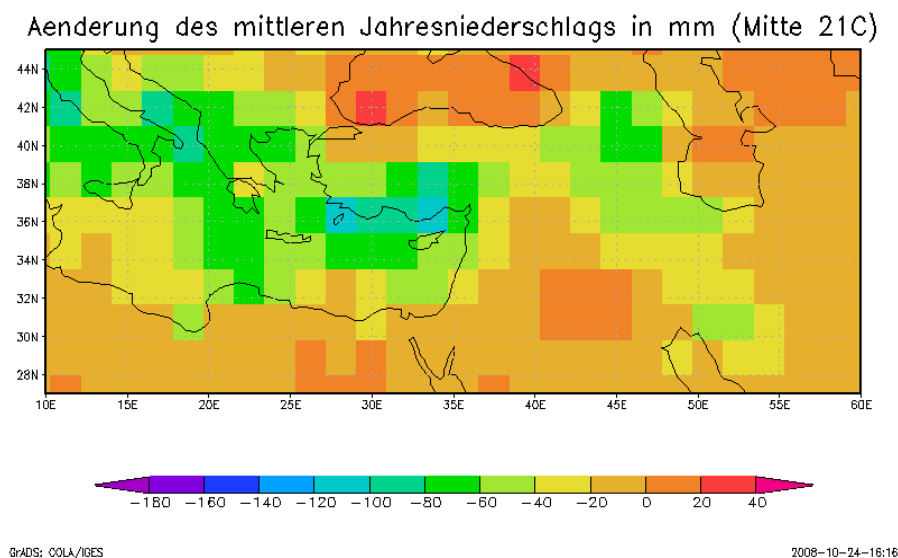 Aenderung des mittleren Jahresniederschlags in mm (Mitte 21C)
44N
42N
40N
38N
36N
34N
32N
30N
28N
10E 15E 20E 25E 30E 35E 40E 45E 50E 55E 60E
-180 -160 -140 -120 -100 -80 -60 -40 -20 0 20 40
GrADS: COLA/IGES 2008-10-24-16:16